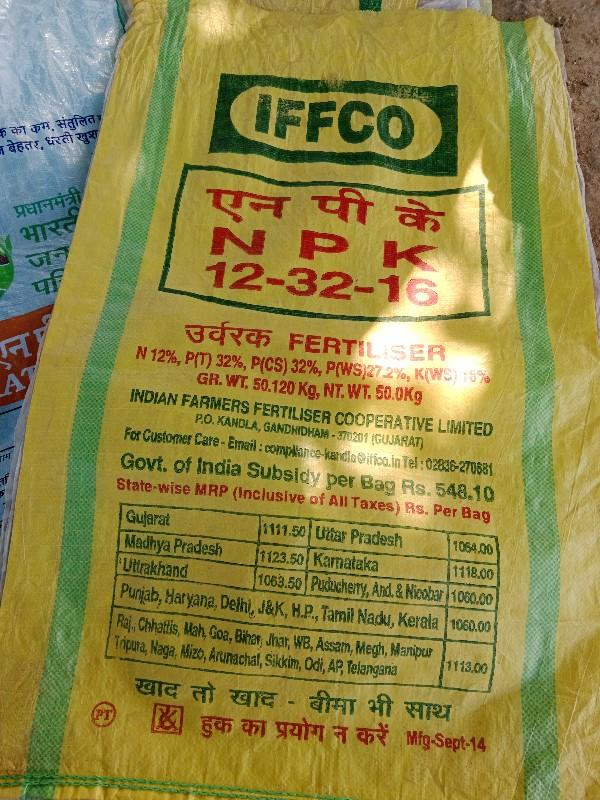 क का कम, संतुलित
बेहतर, धरती खुश
प्रधानमंत्री
IFFCO
एन पी के
N P K
12-32-16
उर्वरक FERTILISER
N 12%, P(T) 32%, P(CS) 32%, P(WS)27.2%, K(WS) 16%
GR. WT. 50.120 Kg, NT. WT. 50.0Kg
INDIAN FARMERS FERTILISER COOPERATIVE LIMITED
P.O. KANDLA, GANDHIDHAM - 370201 (GUJARAT)
For Customer Care - Email : compliance-kandla@iffco.in Tel : 02836-270681
Govt. of India Subsidy per Bag Rs. 548.10
State-wise MRP (Inclusive of All Taxes) Rs. Per Bag
Gujarat 1111.50 Uttar Pradesh 1064.00
Madhya Pradesh 1123.50 Karnataka 1118.00
Uttrakhand 1063.50 Puducherry, And. & Nicobar 1060.00
Punjab, Haryana, Delhi, J&K, H.P., Tamil Nadu, Kerala 1060.00
Raj., Chhattis, Mah, Goa, Bihar, Jhar, WB, Assam, Megh, Manipur
Tripura, Naga, Mizo, Arunachal, Sikkim, Odi, AP, Telangana 1113.00
खाद तो खाद - बीमा भी साथ
PT हुक का प्रयोग न करें Mfg-Sept-14